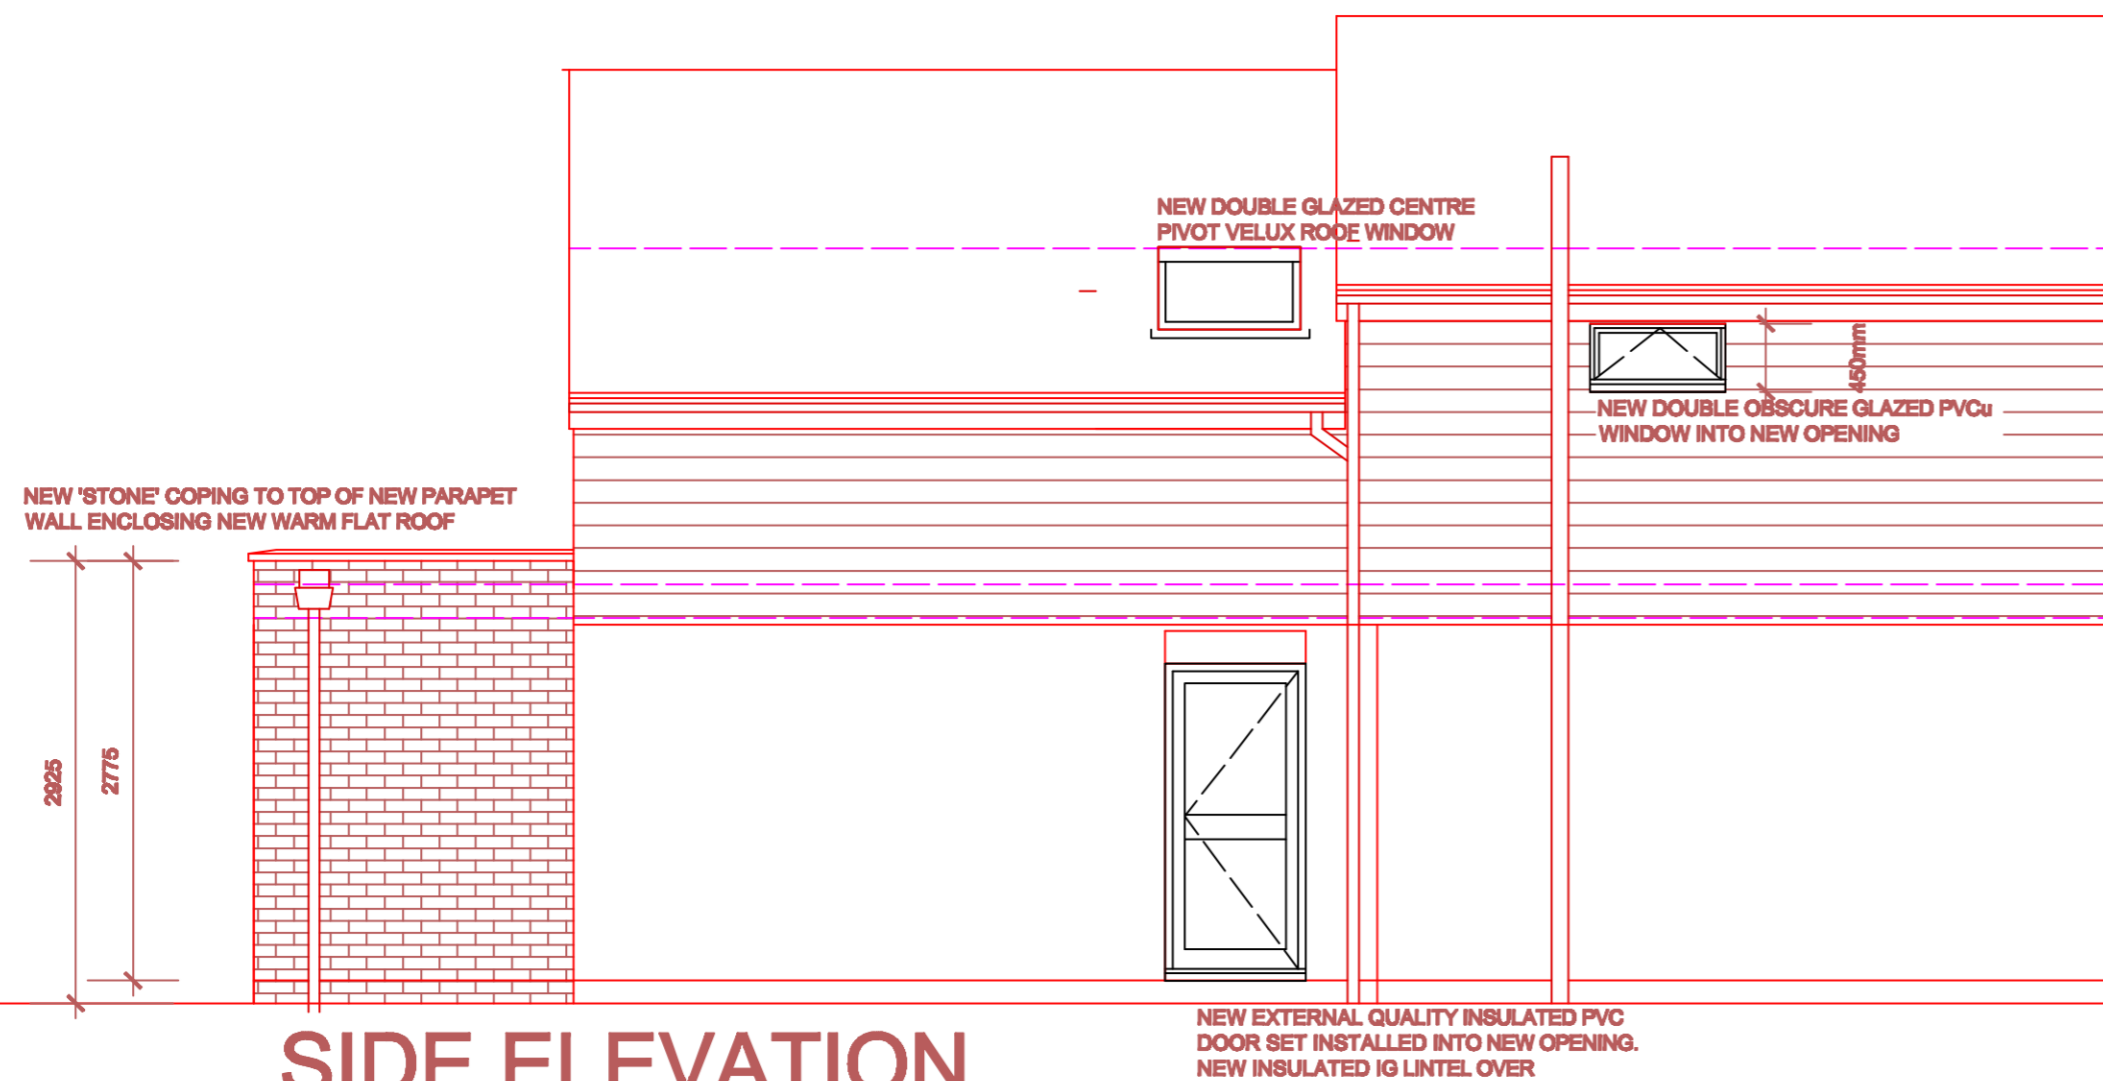 NEW DOUBLE GLAZED CENTRE
PIVOT VELUX ROOF WINDOW
450mm
NEW DOUBLE OBSCURE GLAZED PVCu
WINDOW INTO NEW OPENING
NEW 'STONE' COPING TO TOP OF NEW PARAPET
WALL ENCLOSING NEW WARM FLAT ROOF
2925
2775
NEW EXTERNAL QUALITY INSULATED PVC
DOOR SET INSTALLED INTO NEW OPENING.
NEW INSULATED IG LINTEL OVER
SIDE ELEVATION